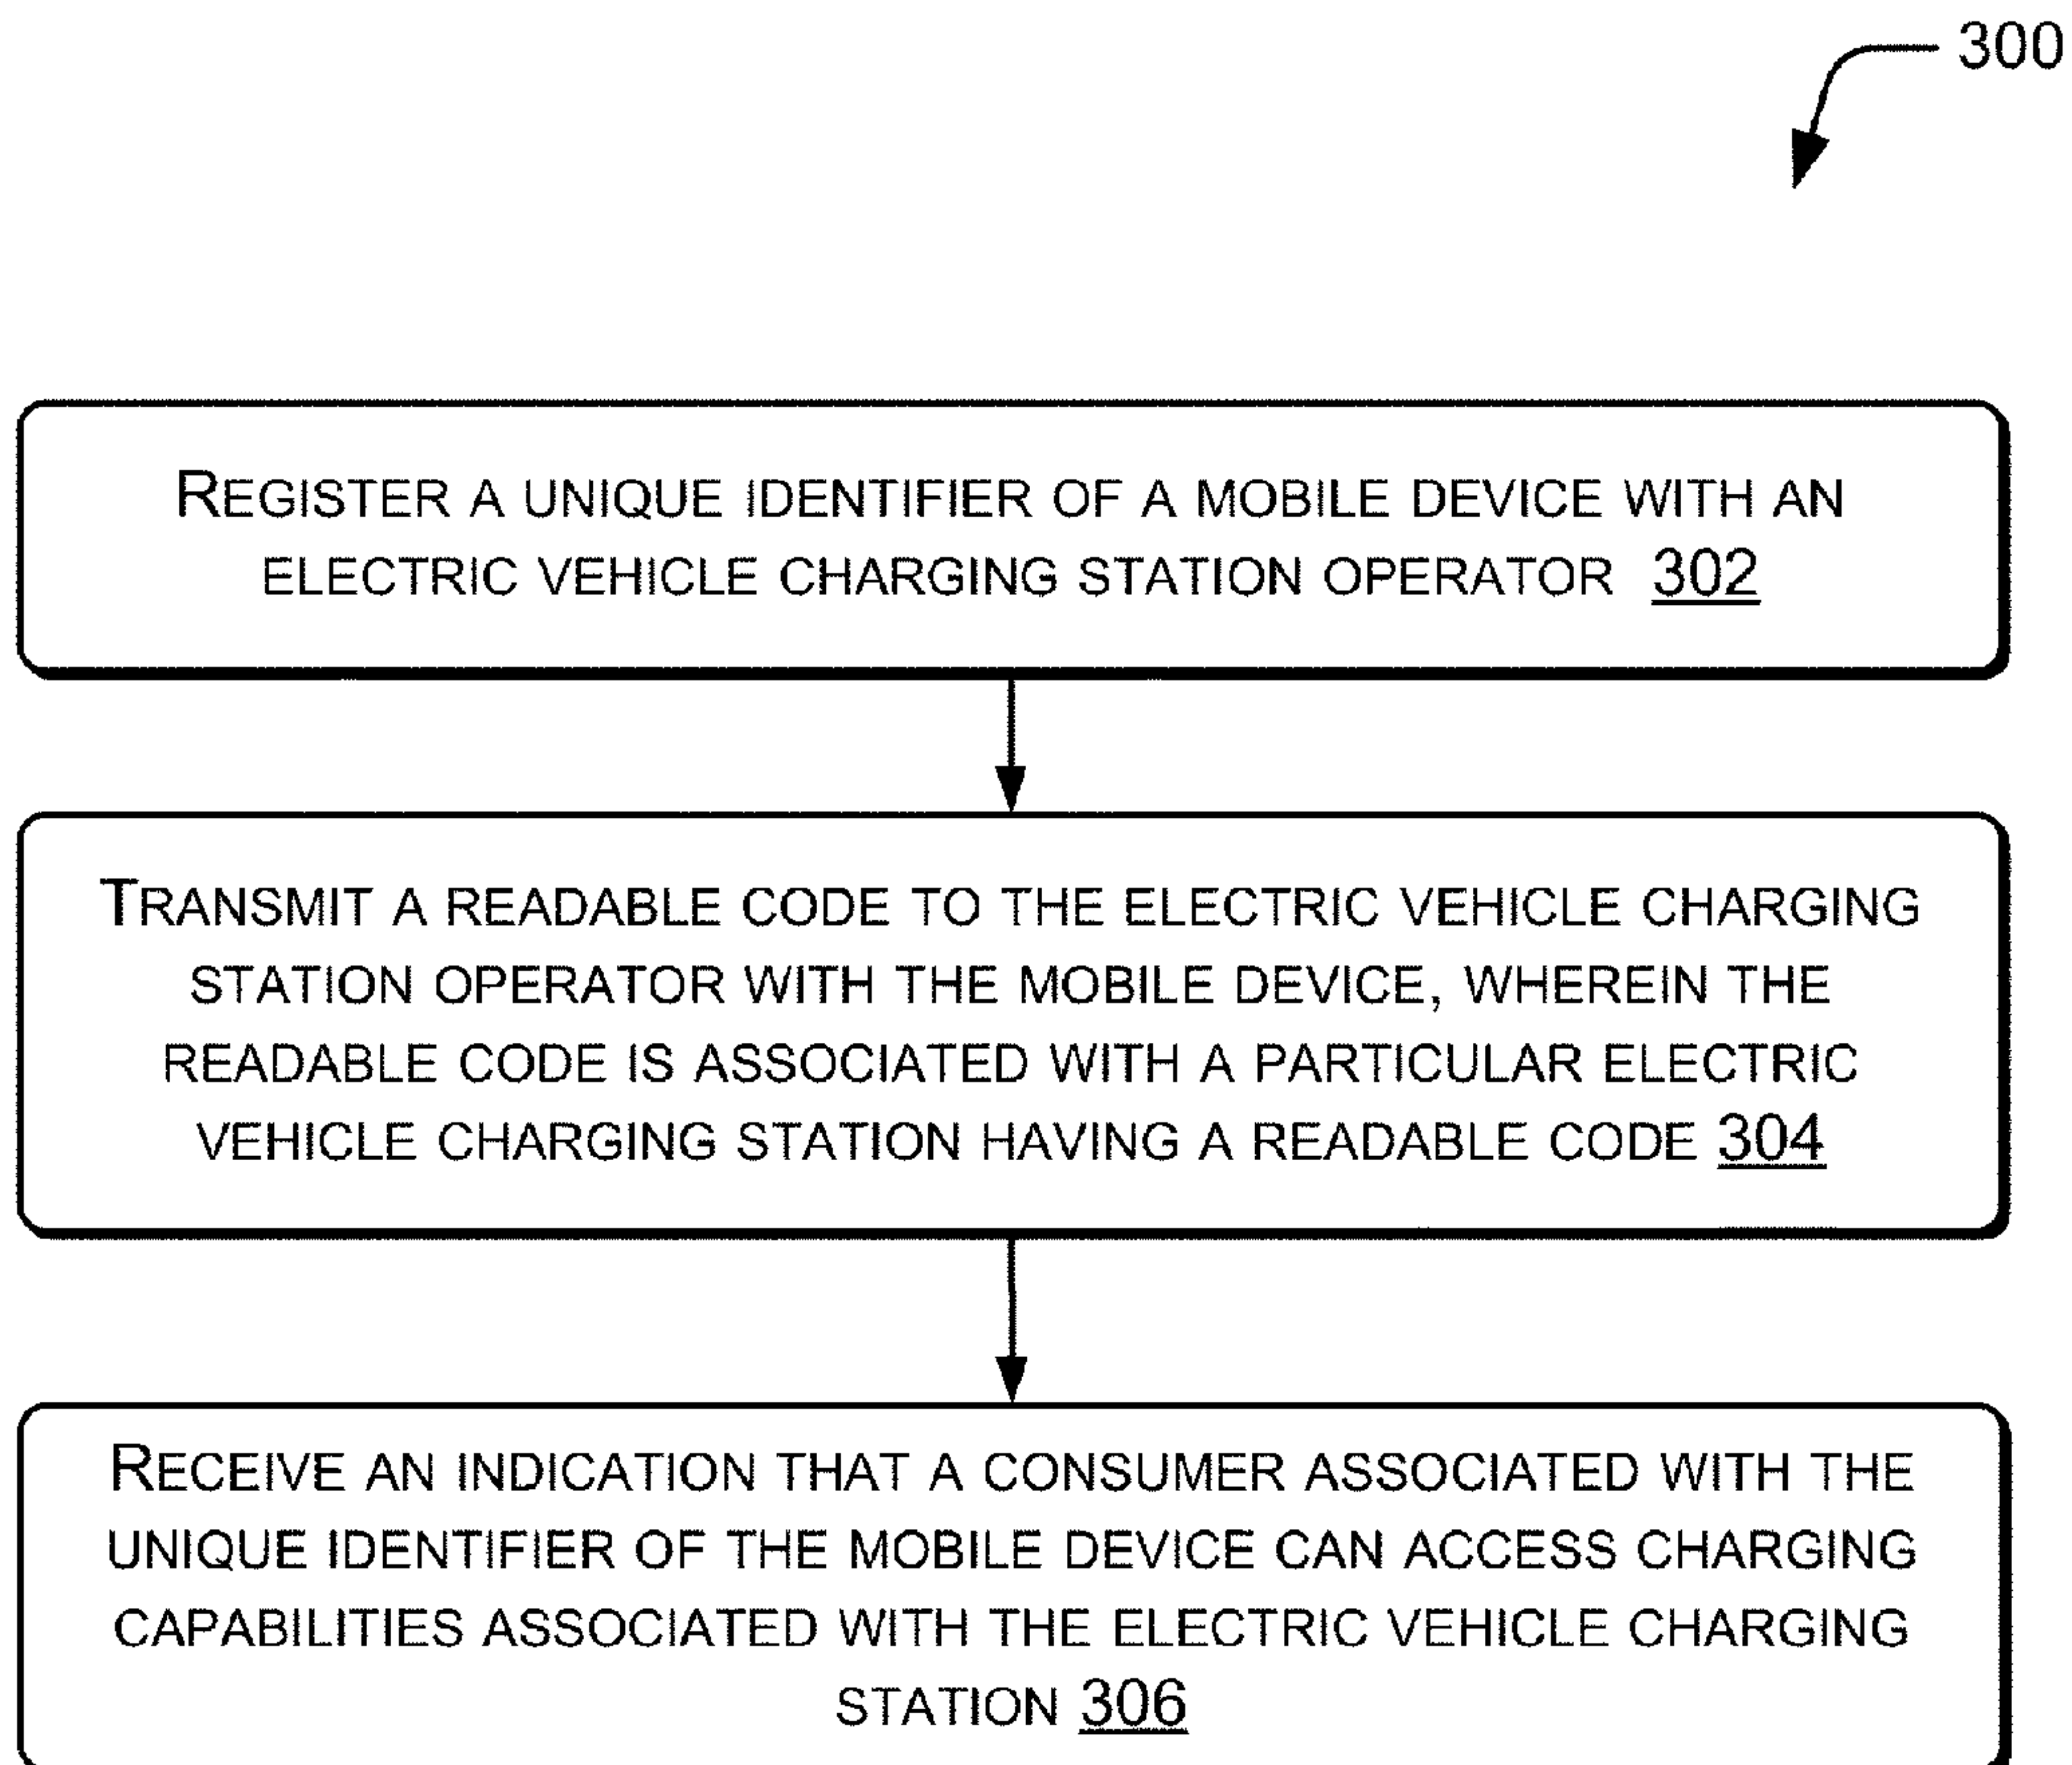 300
REGISTER A UNIQUE IDENTIFIER OF A MOBILE DEVICE WITH AN
ELECTRIC VEHICLE CHARGING STATION OPERATOR 302
TRANSMIT A READABLE CODE TO THE ELECTRIC VEHICLE CHARGING
STATION OPERATOR WITH THE MOBILE DEVICE, WHEREIN THE
READABLE CODE IS ASSOCIATED WITH A PARTICULAR ELECTRIC
VEHICLE CHARGING STATION HAVING A READABLE CODE 304
RECEIVE AN INDICATION THAT A CONSUMER ASSOCIATED WITH THE
UNIQUE IDENTIFIER OF THE MOBILE DEVICE CAN ACCESS CHARGING
CAPABILITIES ASSOCIATED WITH THE ELECTRIC VEHICLE CHARGING
STATION 306